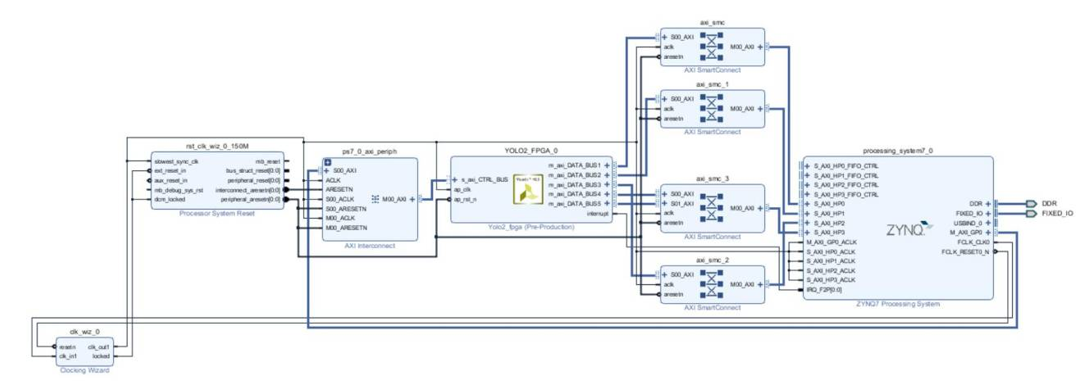 axi_smc
S00_AXI
aclk
aresetn
M00_AXI
AXI SmartConnect
axi_smc_1
S00_AXI
aclk
aresetn
M00_AXI
AXI SmartConnect
rst_clk_wiz_0_150M
slowest_sync_clk
ext_reset_in
aux_reset_in
mb_debug_sys_rst
dcm_locked
mb_reset
bus_struct_reset[0:0]
peripheral_reset[0:0]
interconnect_aresetn[0:0]
peripheral_aresetn[0:0]
Processor System Reset
ps7_0_axi_periph
S00_AXI
ACLK
ARESETN
S00_ACLK
S00_ARESETN
M00_ACLK
M00_ARESETN
M00_AXI
AXI Interconnect
YOLO2_FPGA_0
s_axi_CTRL_BUS
ap_clk
ap_rst_n
m_axi_DATA_BUS1
m_axi_DATA_BUS2
m_axi_DATA_BUS3
m_axi_DATA_BUS4
m_axi_DATA_BUS5
interrupt
Yolo2_fpga (Pre-Production)
axi_smc_3
S00_AXI
S01_AXI
aclk
aresetn
M00_AXI
AXI SmartConnect
axi_smc_2
S00_AXI
aclk
aresetn
M00_AXI
AXI SmartConnect
processing_system7_0
S_AXI_HP0_FIFO_CTRL
S_AXI_HP1_FIFO_CTRL
S_AXI_HP2_FIFO_CTRL
S_AXI_HP3_FIFO_CTRL
S_AXI_HP0
S_AXI_HP1
S_AXI_HP2
S_AXI_HP3
M_AXI_GP0_ACLK
S_AXI_HP0_ACLK
S_AXI_HP1_ACLK
S_AXI_HP2_ACLK
S_AXI_HP3_ACLK
IRQ_F2P[0:0]
ZYNQ
DDR
FIXED_IO
USBIND_0
M_AXI_GP0
FCLK_CLK0
FCLK_RESET0_N
ZYNQ7 Processing System
DDR
FIXED_IO
clk_wiz_0
resetn
clk_in1
clk_out1
locked
Clocking Wizard